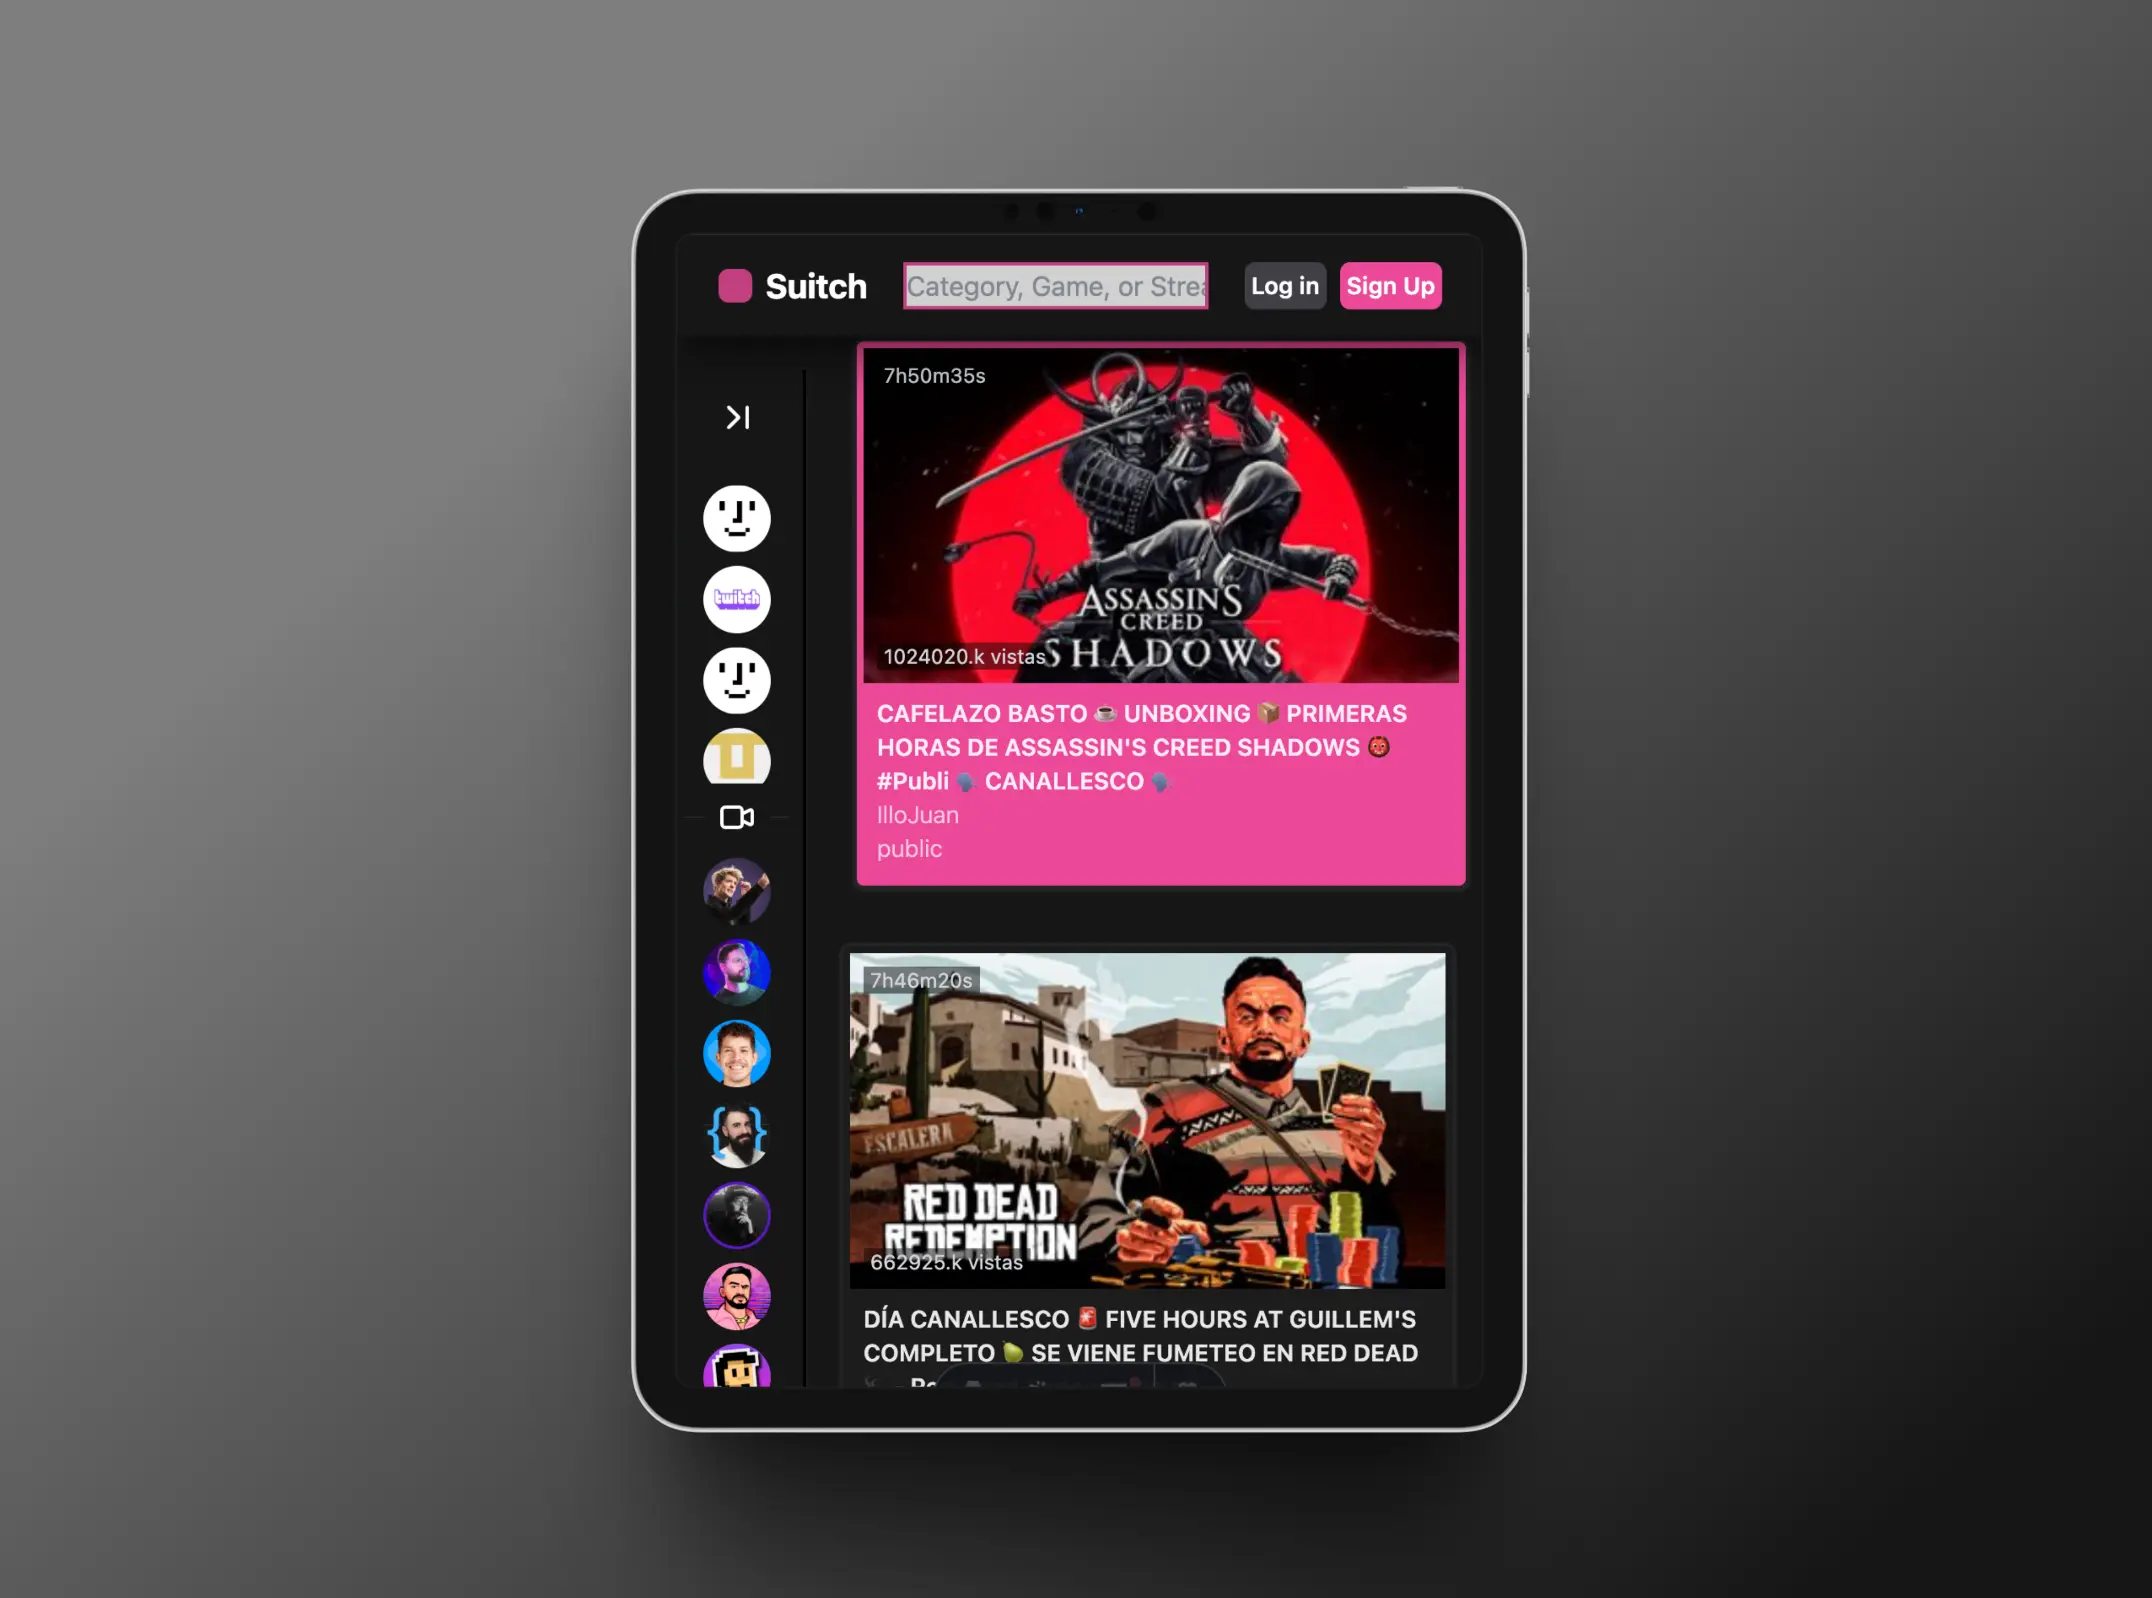 Suitch
Category, Game, or Strea
Log in
Sign Up
7h50m35s
ASSASSIN'S
CREED
SHADOWS
1024020.k vistas
CAFELAZO BASTO ☕ UNBOXING 📦 PRIMERAS
HORAS DE ASSASSIN'S CREED SHADOWS 👹
#Publi 🗣️ CANALLESCO 🗣️
IlloJuan
public
twitch
7h46m20s
ESCALERA
RED DEAD
REDEMPTION
662925.k vistas
DÍA CANALLESCO 🚨 FIVE HOURS AT GUILLEM'S
COMPLETO 🍐 SE VIENE FUMETEO EN RED DEAD